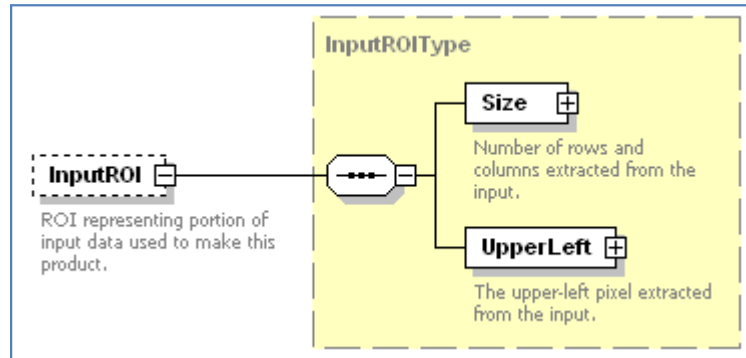 InputROIType
Size
Number of rows and
columns extracted from the
input.
InputROI
ROI representing portion of
input data used to make this
product.
UpperLeft
The upper-left pixel extracted
from the input.